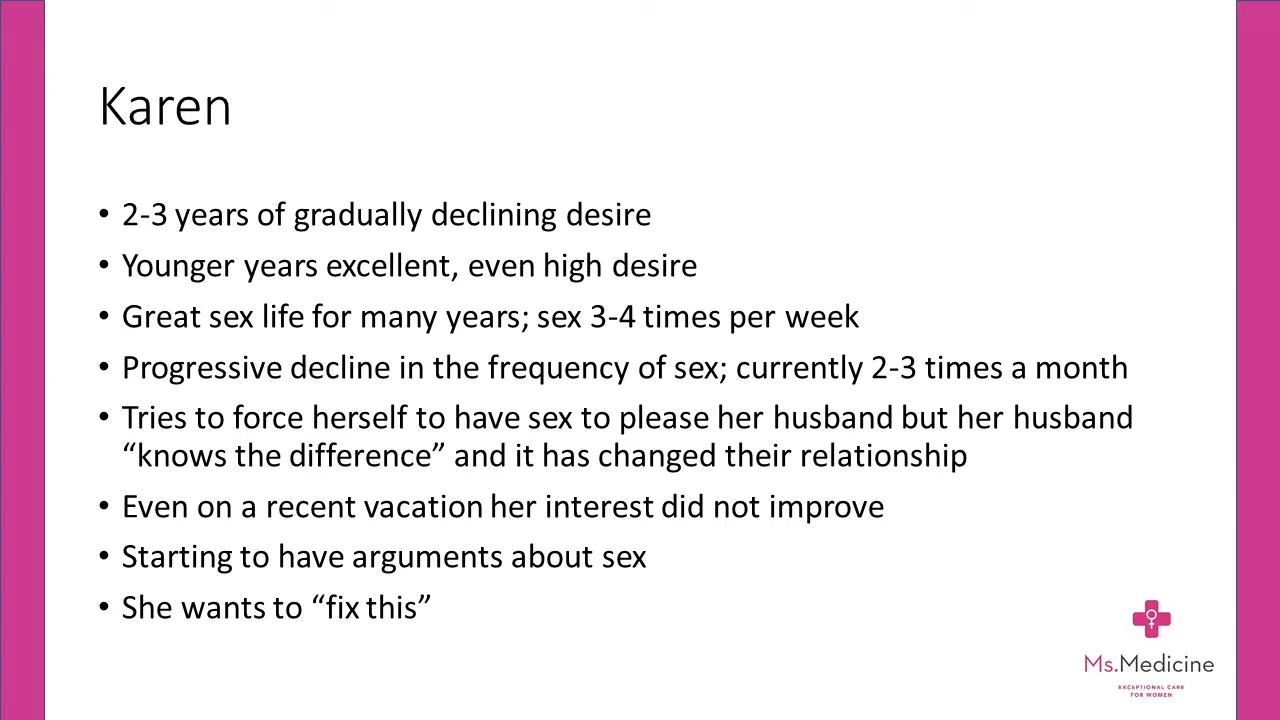 Karen
• 2-3 years of gradually declining desire
• Younger years excellent, even high desire
• Great sex life for many years; sex 3-4 times per week
• Progressive decline in the frequency of sex; currently 2-3 times a month
• Tries to force herself to have sex to please her husband but her husband
“knows the difference” and it has changed their relationship
• Even on a recent vacation her interest did not improve
• Starting to have arguments about sex
• She wants to “fix this”
Ms.Medicine
EXCEPTIONAL CARE
FOR WOMEN